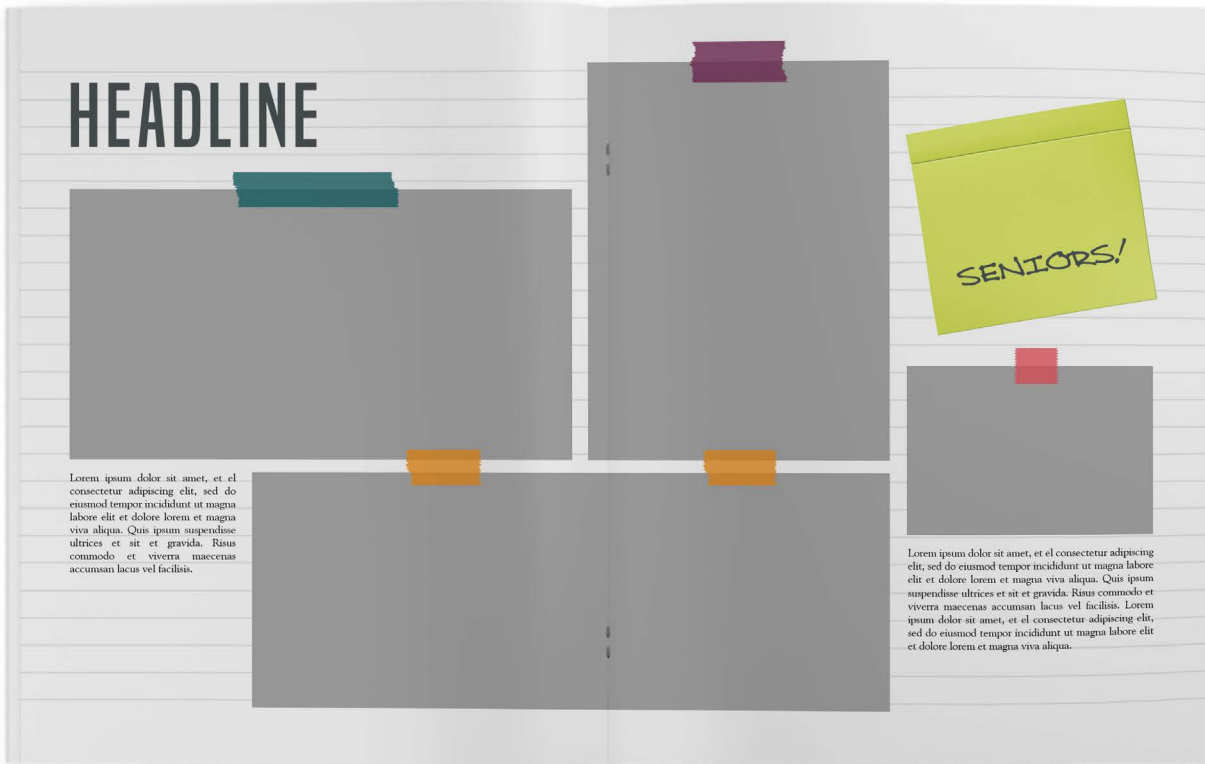 HEADLINE
Lorem ipsum dolor sit amet, et el
consectetur adipiscing elit, sed do
eiusmod tempor incididunt ut magna
labore elit et dolore lorem et magna
viva aliqua. Quis ipsum suspendisse
ultrices et sit et gravida. Risus
commodo et viverra maecenas
accumsan lacus vel facilisis.
SENIORS!
Lorem ipsum dolor sit amet, et el consectetur adipiscing
elit, sed do eiusmod tempor incididunt ut magna labore
elit et dolore lorem et magna viva aliqua. Quis ipsum
suspendisse ultrices et sit et gravida. Risus commodo et
viverra maecenas accumsan lacus vel facilisis. Lorem
ipsum dolor sit amet, et el consectetur adipiscing elit,
sed do eiusmod tempor incididunt ut magna labore elit
et dolore lorem et magna viva aliqua.